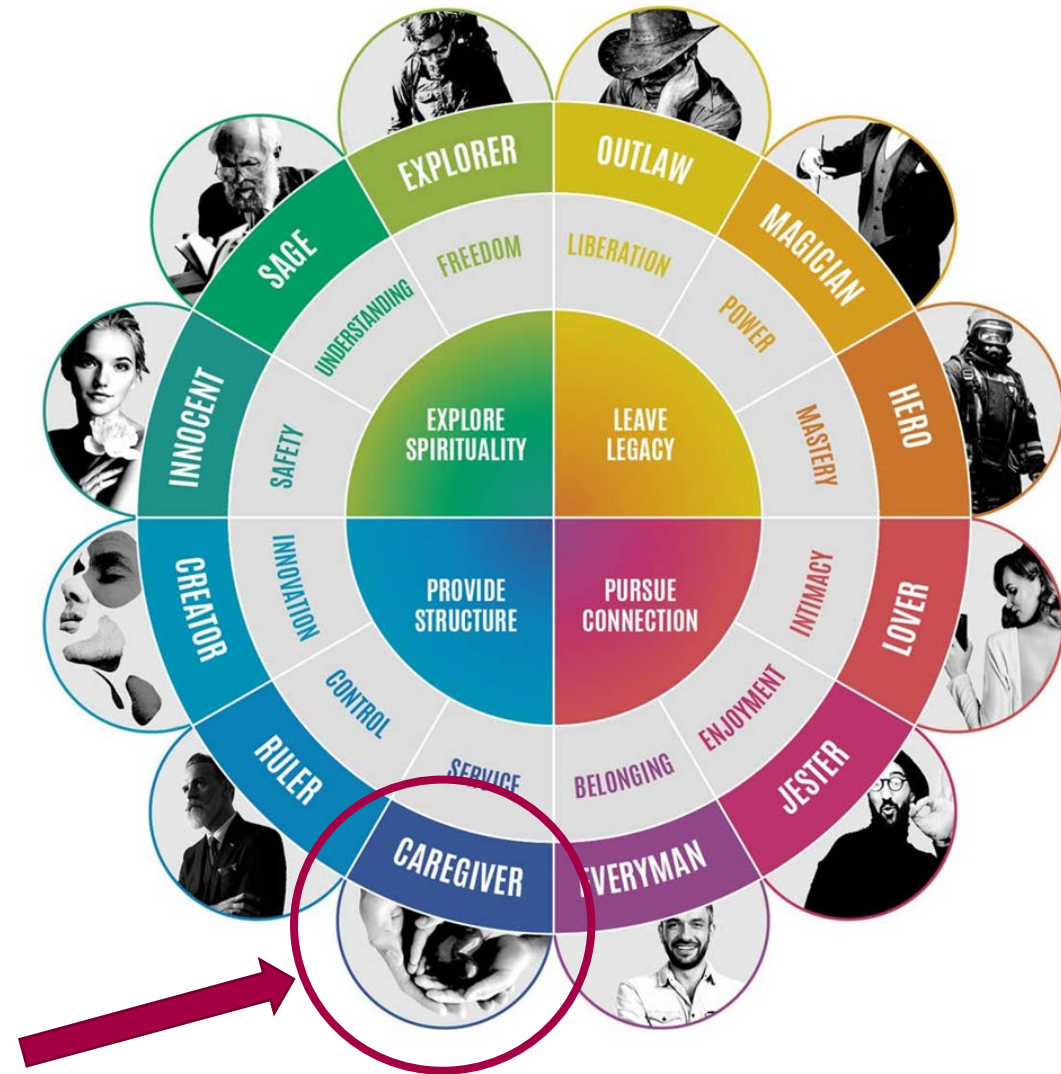 EXPLORER
OUTLAW
MAGICIAN
HERO
LOVER
JESTER
EVERYMAN
CAREGIVER
RULER
CREATOR
INNOCENT
SAGE
FREEDOM
LIBERATION
POWER
MASTERY
INTIMACY
ENJOYMENT
BELONGING
SERVICE
CONTROL
INNOVATION
SAFETY
UNDERSTANDING
EXPLORE
SPIRITUALITY
LEAVE
LEGACY
PROVIDE
STRUCTURE
PURSUE
CONNECTION